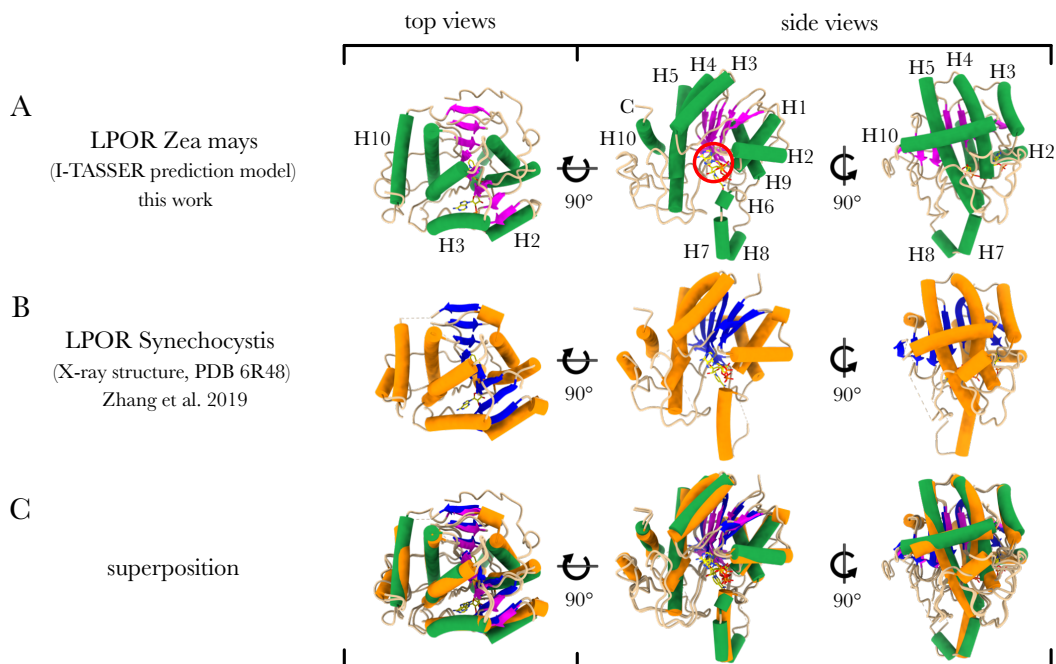 top views
side views
A
LPOR Zea mays
(I-TASSER prediction model)
this work
H10
H3
H2
90°
H3
H4
H5
C
H1
H10
H2
H9
H6
H7
H8
90°
H4
H5
H3
H10
H2
H8
H7
B
LPOR Synechocystis
(X-ray structure, PDB 6R48)
Zhang et al. 2019
90°
90°
C
superposition
90°
90°